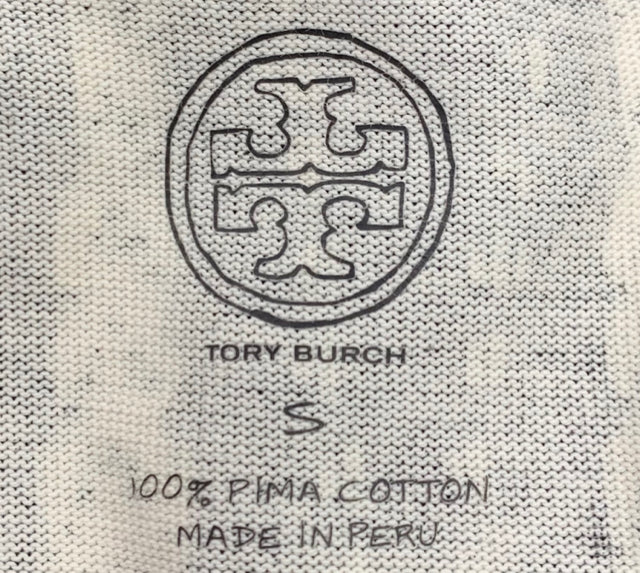 TORY BURCH
S
100% PIMA COTTON
MADE IN PERU